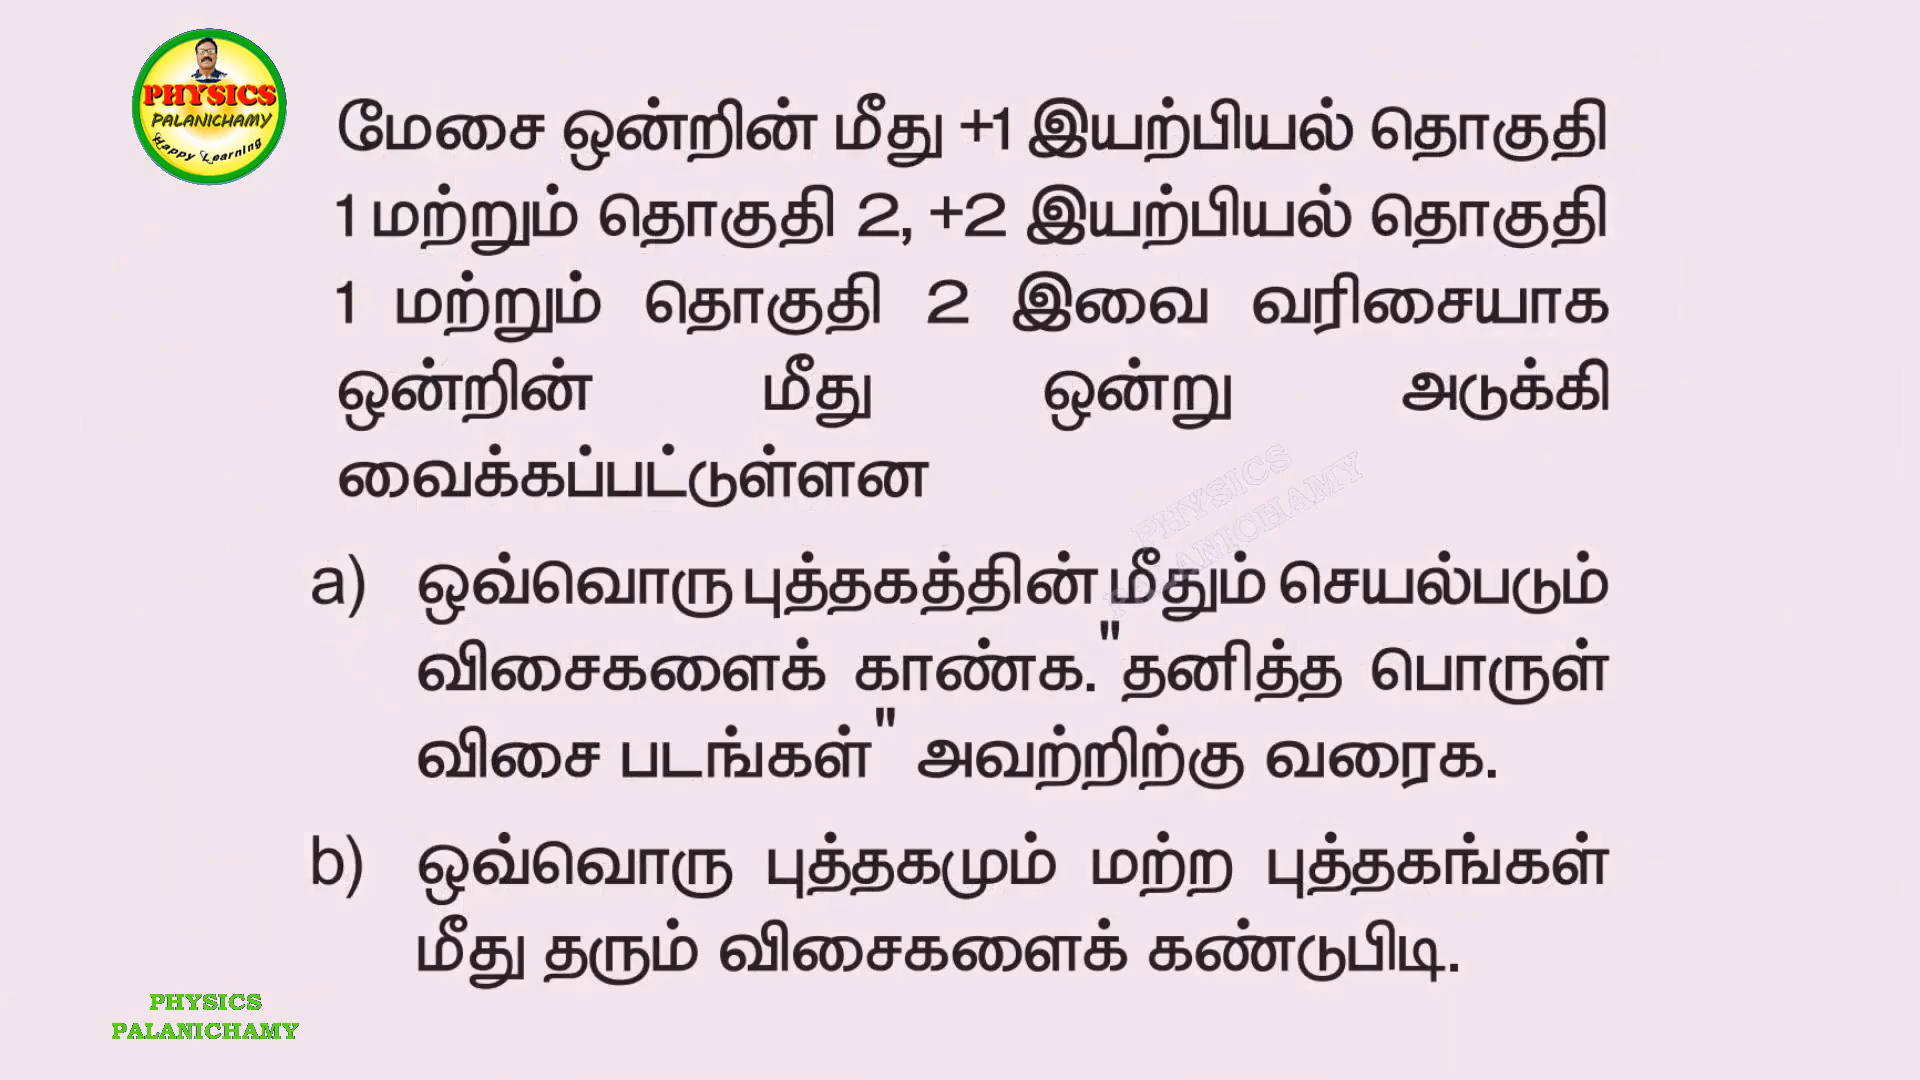 PHYSICS
PALANICHAMY
Happy Learning
மேசை ஒன்றின் மீது +1 இயற்பியல் தொகுதி
1 மற்றும் தொகுதி 2, +2 இயற்பியல் தொகுதி
1 மற்றும் தொகுதி 2 இவை வரிசையாக
ஒன்றின் மீது ஒன்று அடுக்கி
வைக்கப்பட்டுள்ளன
PHYSICS
PALANICHAMY
a) ஒவ்வொரு புத்தகத்தின் மீதும் செயல்படும்
விசைகளைக் காண்க. "தனித்த பொருள்
விசை படங்கள்" அவற்றிற்கு வரைக.
b) ஒவ்வொரு புத்தகமும் மற்ற புத்தகங்கள்
மீது தரும் விசைகளைக் கண்டுபிடி.
PHYSICS
PALANICHAMY